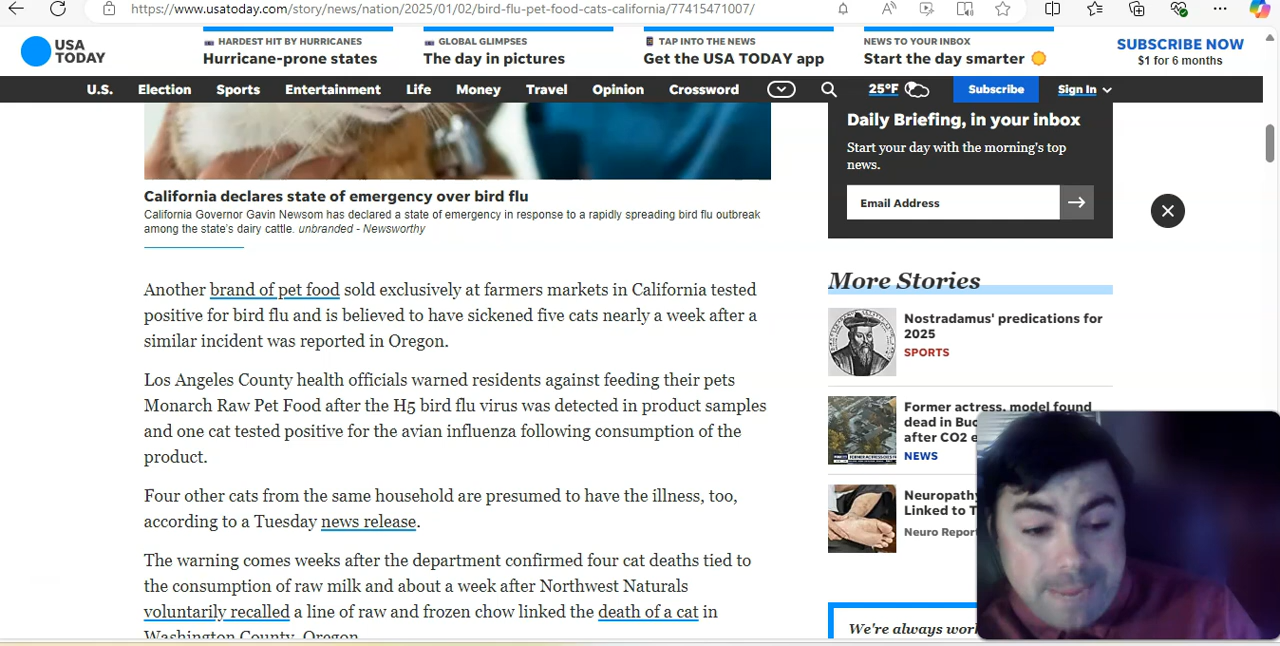 https://www.usatoday.com/story/news/nation/2025/01/02/bird-flu-pet-food-cats-california/77415471007/
USA TODAY
HARDEST HIT BY HURRICANES
Hurricane-prone states
GLOBAL GLIMPSES
The day in pictures
TAP INTO THE NEWS
Get the USA TODAY app
NEWS TO YOUR INBOX
Start the day smarter
SUBSCRIBE NOW
$1 for 6 months
U.S. Election Sports Entertainment Life Money Travel Opinion Crossword 25°F Subscribe Sign In
California declares state of emergency over bird flu
California Governor Gavin Newsom has declared a state of emergency in response to a rapidly spreading bird flu outbreak
among the state's dairy cattle. unbranded - Newsworthy
Another brand of pet food sold exclusively at farmers markets in California tested
positive for bird flu and is believed to have sickened five cats nearly a week after a
similar incident was reported in Oregon.
Los Angeles County health officials warned residents against feeding their pets
Monarch Raw Pet Food after the H5 bird flu virus was detected in product samples
and one cat tested positive for the avian influenza following consumption of the
product.
Four other cats from the same household are presumed to have the illness, too,
according to a Tuesday news release.
The warning comes weeks after the department confirmed four cat deaths tied to
the consumption of raw milk and about a week after Northwest Naturals
voluntarily recalled a line of raw and frozen chow linked the death of a cat in
Washington County, Oregon.
Daily Briefing, in your inbox
Start your day with the morning's top
news.
Email Address
More Stories
Nostradamus' predications for
2025
SPORTS
Former actress, model found
dead in Buc
after CO2 e
NEWS
Neuropathy
Linked to T
Neuro Report
We're always work